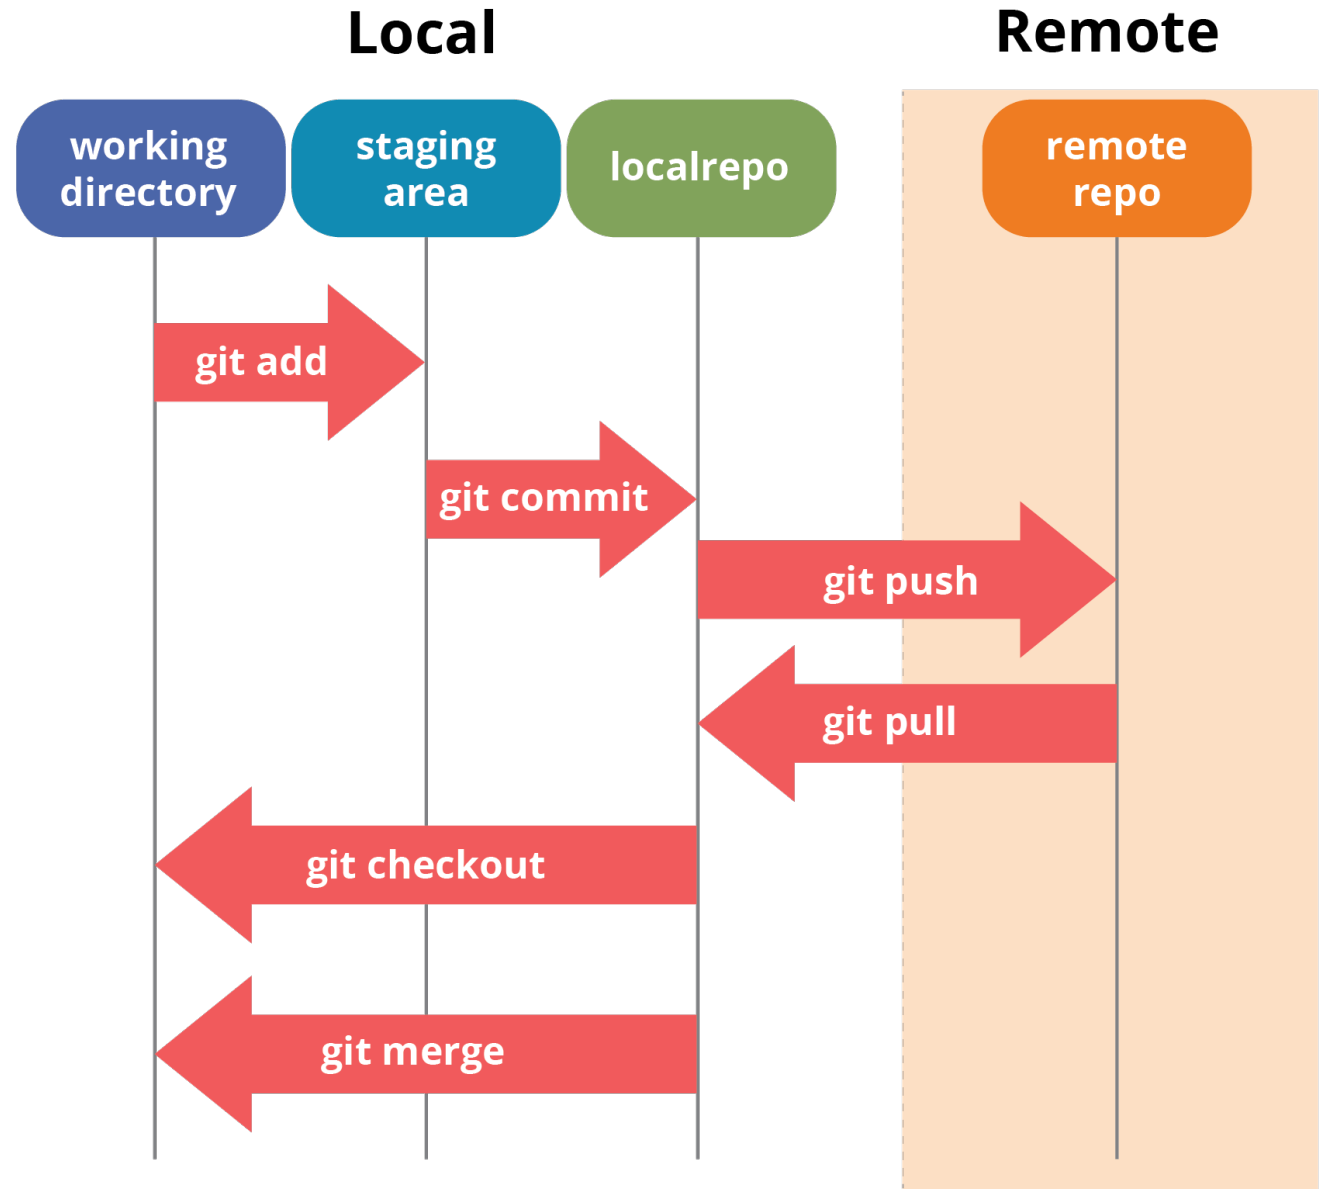 Local
Remote
working
directory
staging
area
localrepo
remote
repo
git add
git commit
git push
git pull
git checkout
git merge